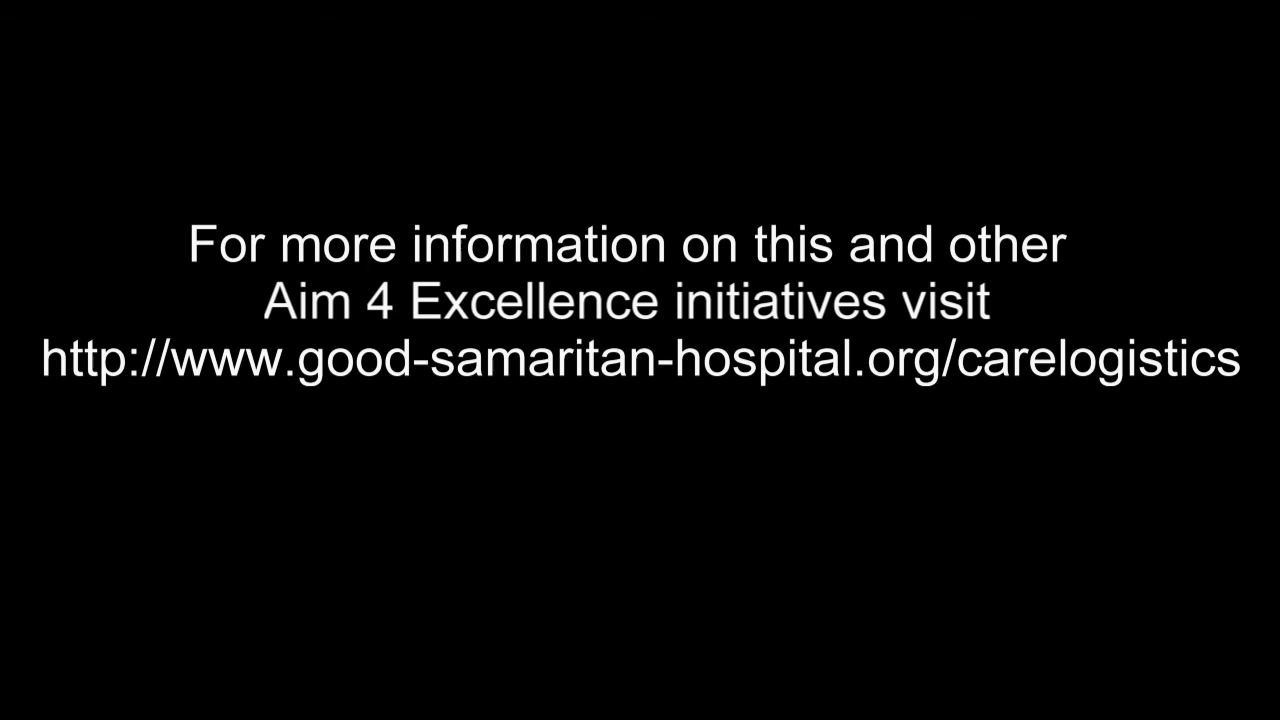 For more information on this and other
Aim 4 Excellence initiatives visit
http://www.good-samaritan-hospital.org/carelogistics